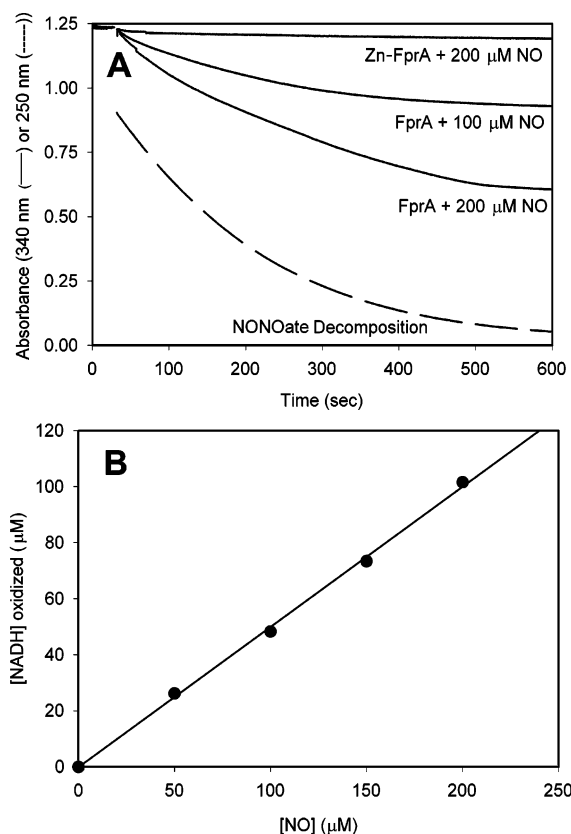 Absorbance (340 nm (——) or 250 nm (-----))
1.25
1.00
0.75
0.50
0.25
0.00
A
Zn-FprA + 200 μM NO
FprA + 100 μM NO
FprA + 200 μM NO
NONOate Decomposition
0 100 200 300 400 500 600
Time (sec)
B
[NADH] oxidized (μM)
120
100
80
60
40
20
0
0 50 100 150 200 250
[NO] (μM)